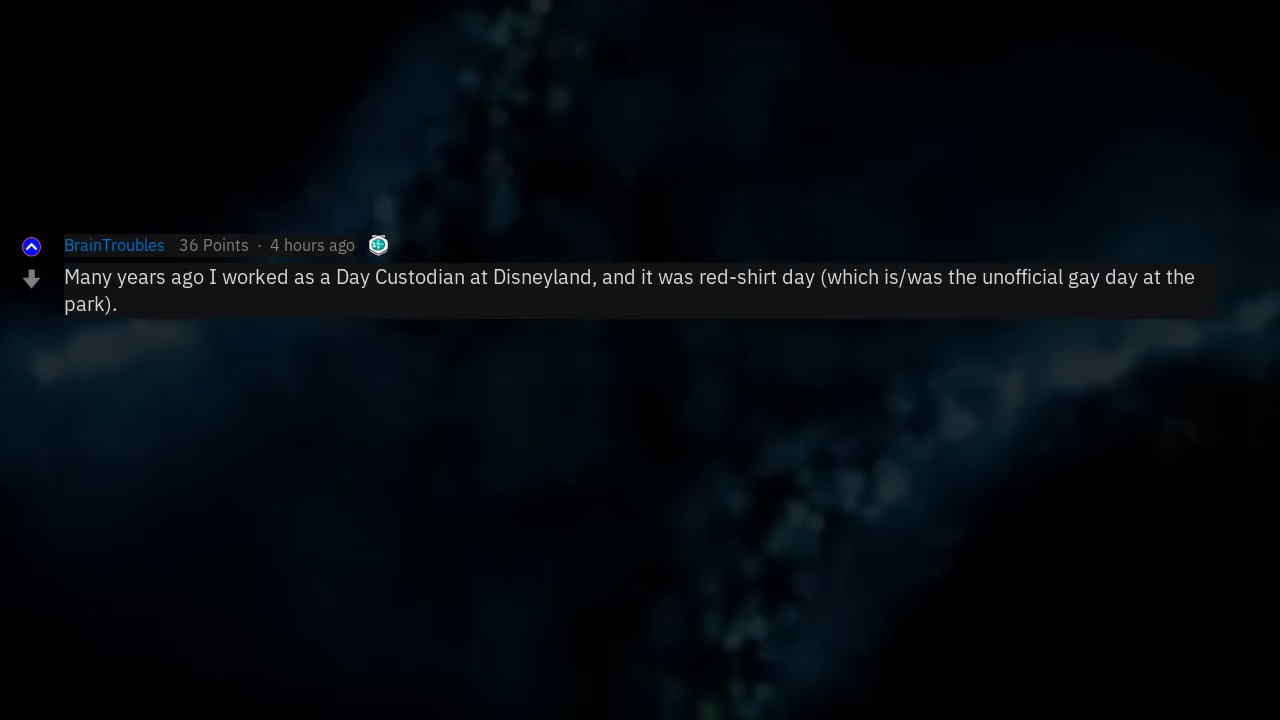 BrainTroubles 36 Points · 4 hours ago
Many years ago I worked as a Day Custodian at Disneyland, and it was red-shirt day (which is/was the unofficial gay day at the
park).